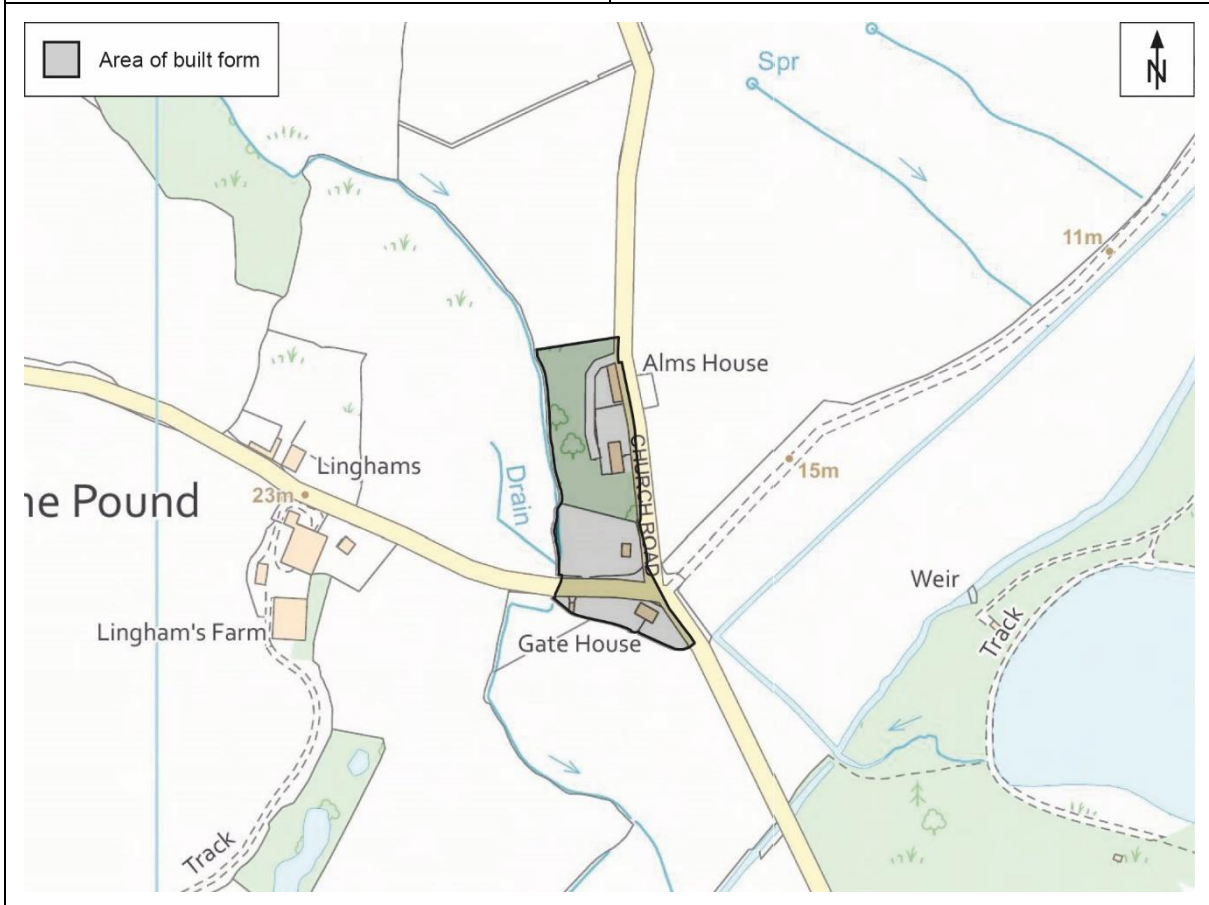 Area of built form
N
Spr
11m
Alms House
CHURCH ROAD
15m
Linghams
23m
ne Pound
Drain
Weir
Track
Lingham's Farm
Gate House
Track